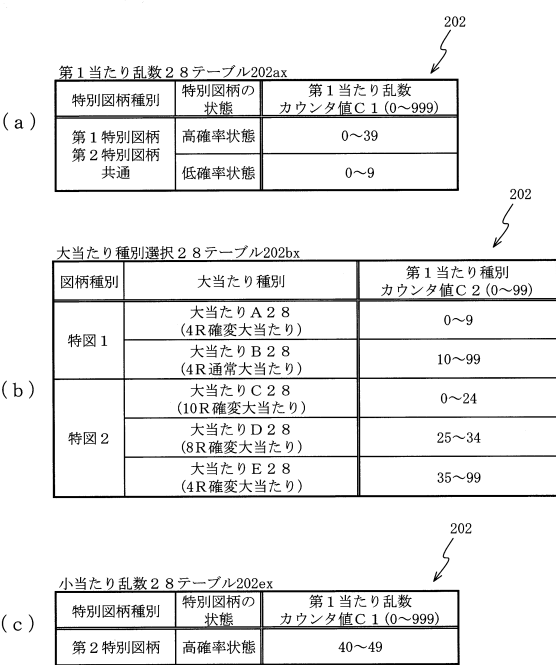 202
第1当たり乱数28テーブル202ax
(a)
特別図柄種別
特別図柄の
状態
第1当たり乱数
カウンタ値C1(0～999)
第1特別図柄
第2特別図柄
共通
高確率状態
0～39
低確率状態
0～9
202
大当たり種別選択28テーブル202bx
(b)
図柄種別
大当たり種別
第1当たり種別
カウンタ値C2(0～99)
特図1
大当たりA28
(4R確変大当たり)
0～9
大当たりB28
(4R通常大当たり)
10～99
特図2
大当たりC28
(10R確変大当たり)
0～24
大当たりD28
(8R確変大当たり)
25～34
大当たりE28
(4R確変大当たり)
35～99
202
小当たり乱数28テーブル202ex
(c)
特別図柄種別
特別図柄の
状態
第1当たり乱数
カウンタ値C1(0～999)
第2特別図柄
高確率状態
40～49